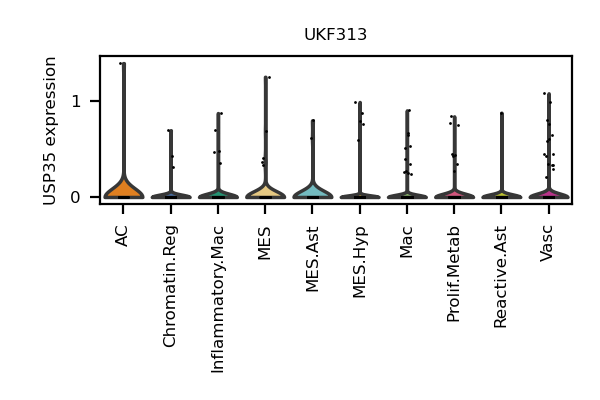 UKF313
USP35 expression
1
0
AC
Chromatin.Reg
Inflammatory.Mac
MES
MES.Ast
MES.Hyp
Mac
Prolif.Metab
Reactive.Ast
Vasc